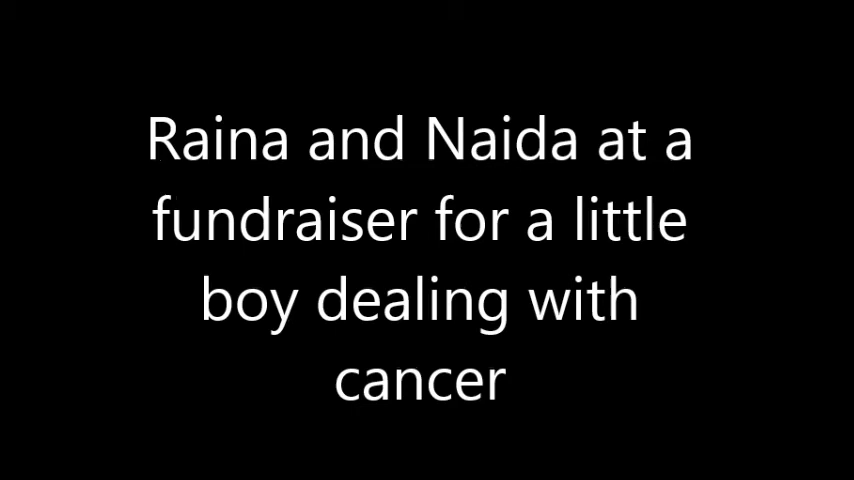 Raina and Naida at a
fundraiser for a little
boy dealing with
cancer